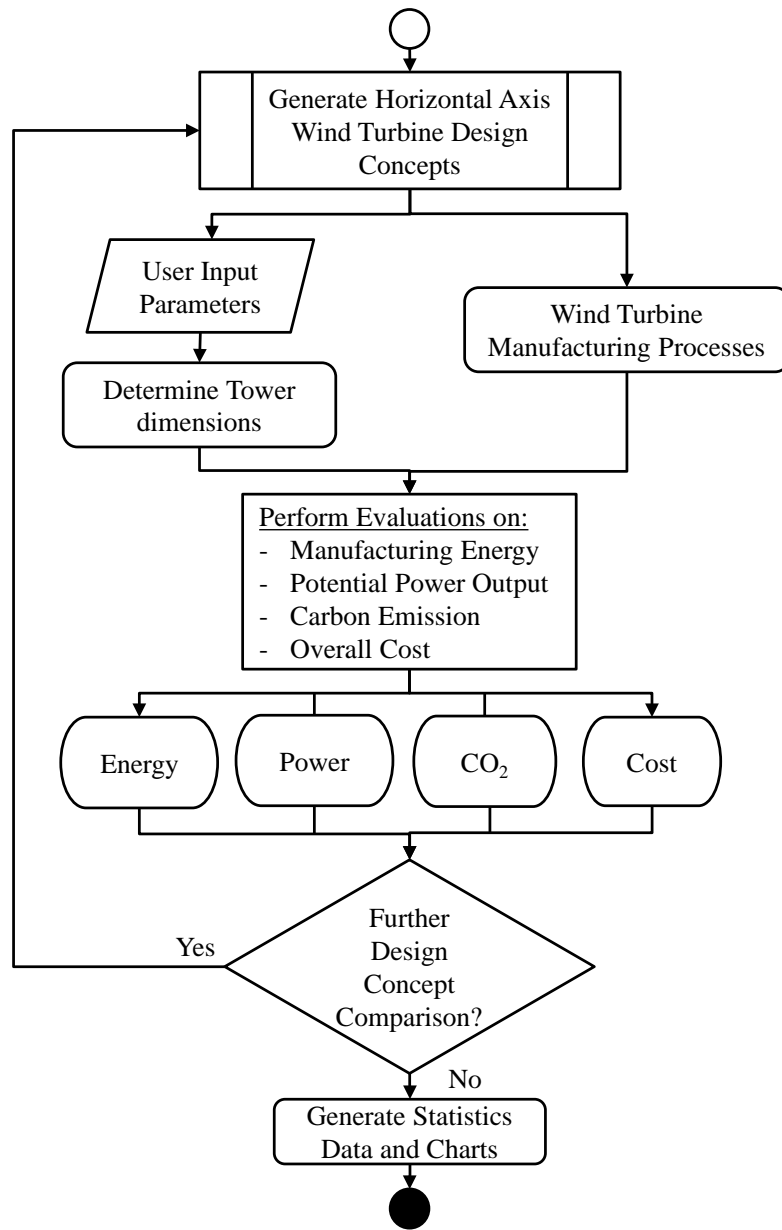 Generate Horizontal Axis
Wind Turbine Design
Concepts
User Input
Parameters
Wind Turbine
Manufacturing Processes
Determine Tower
dimensions
Perform Evaluations on:
- Manufacturing Energy
- Potential Power Output
- Carbon Emission
- Overall Cost
Energy
Power
CO₂
Cost
Further
Design
Concept
Comparison?
Yes
No
Generate Statistics
Data and Charts